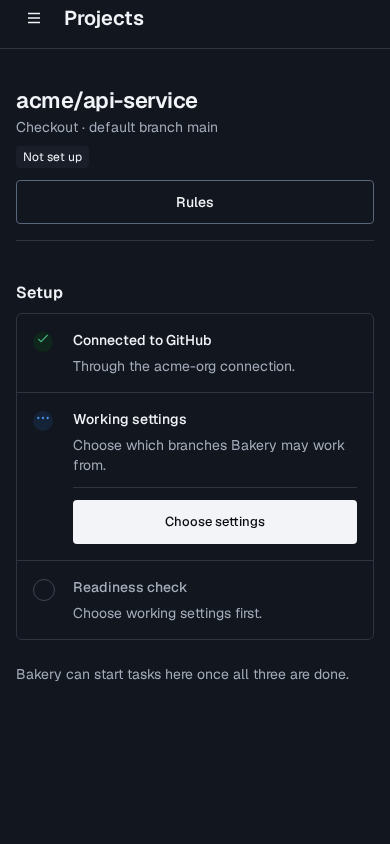 Projects
acme/api-service
Checkout · default branch main
Not set up
Rules
Setup
Connected to GitHub
Through the acme-org connection.
Working settings
Choose which branches Bakery may work
from.
Choose settings
Readiness check
Choose working settings first.
Bakery can start tasks here once all three are done.